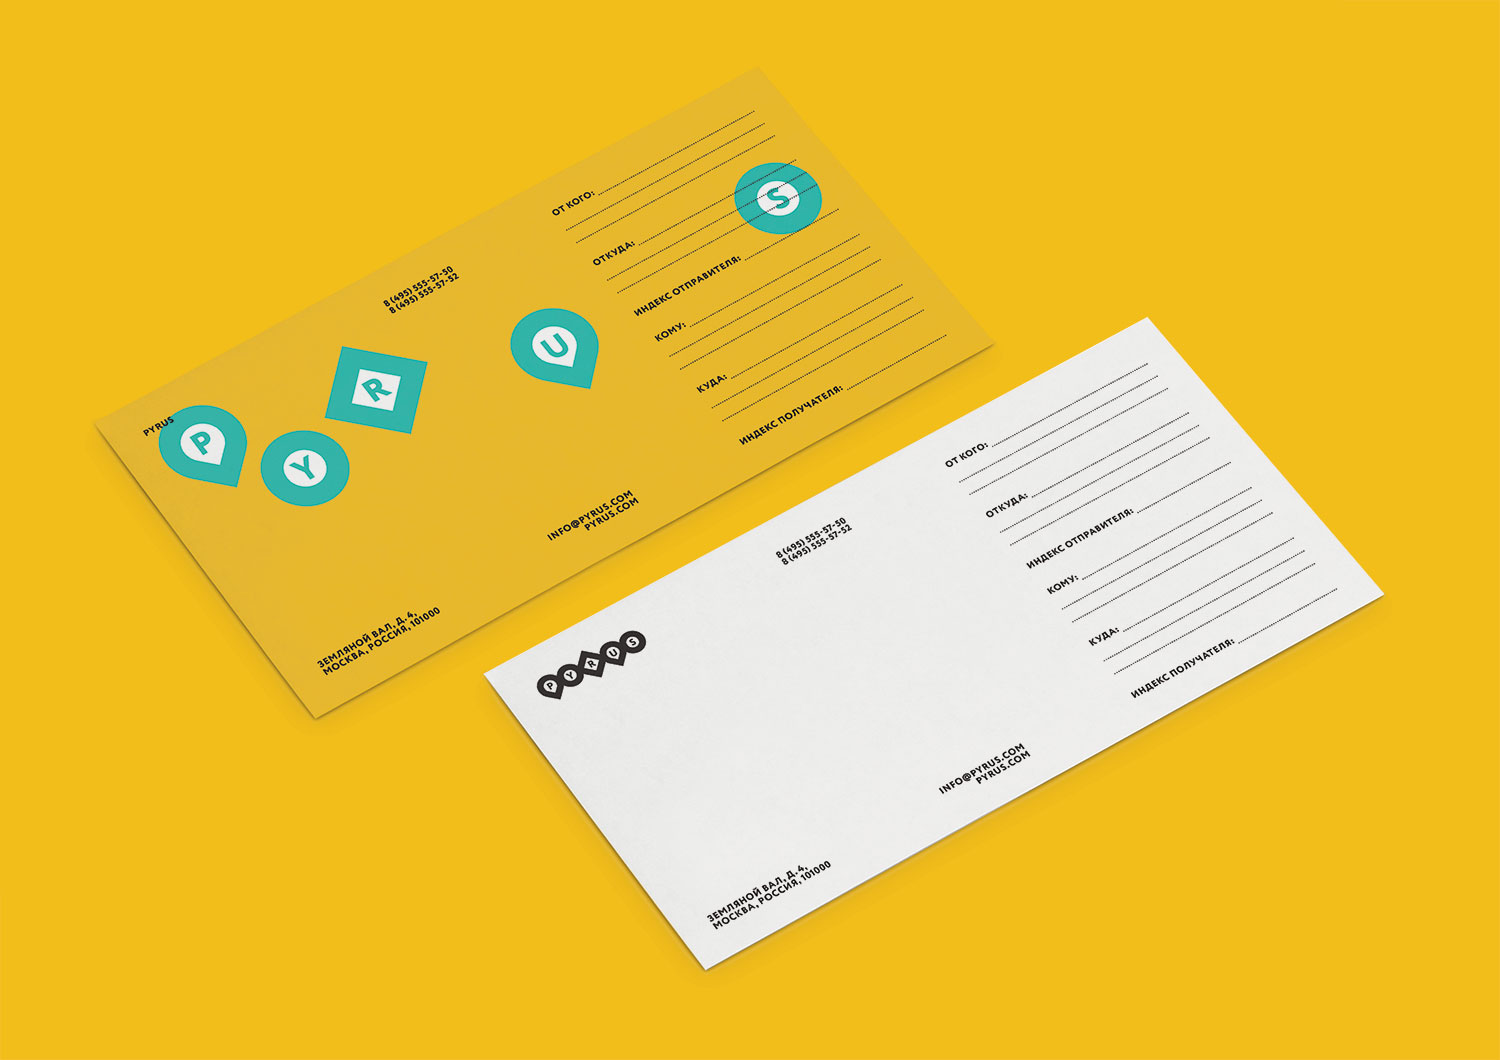 PYRUS
P
Y
R
U
S
8 (495) 555-57-50
8 (495) 555-57-52
ОТ КОГО:
ОТКУДА:
ИНДЕКС ОТПРАВИТЕЛЯ:
КОМУ:
КУДА:
ИНДЕКС ПОЛУЧАТЕЛЯ:
INFO@PYRUS.COM
PYRUS.COM
ЗЕМЛЯНОЙ ВАЛ, Д. 4,
МОСКВА, РОССИЯ, 101000
PYRUS
8 (495) 555-57-50
8 (495) 555-57-52
ОТ КОГО:
ОТКУДА:
ИНДЕКС ОТПРАВИТЕЛЯ:
КОМУ:
КУДА:
ИНДЕКС ПОЛУЧАТЕЛЯ:
INFO@PYRUS.COM
PYRUS.COM
ЗЕМЛЯНОЙ ВАЛ, Д. 4,
МОСКВА, РОССИЯ, 101000